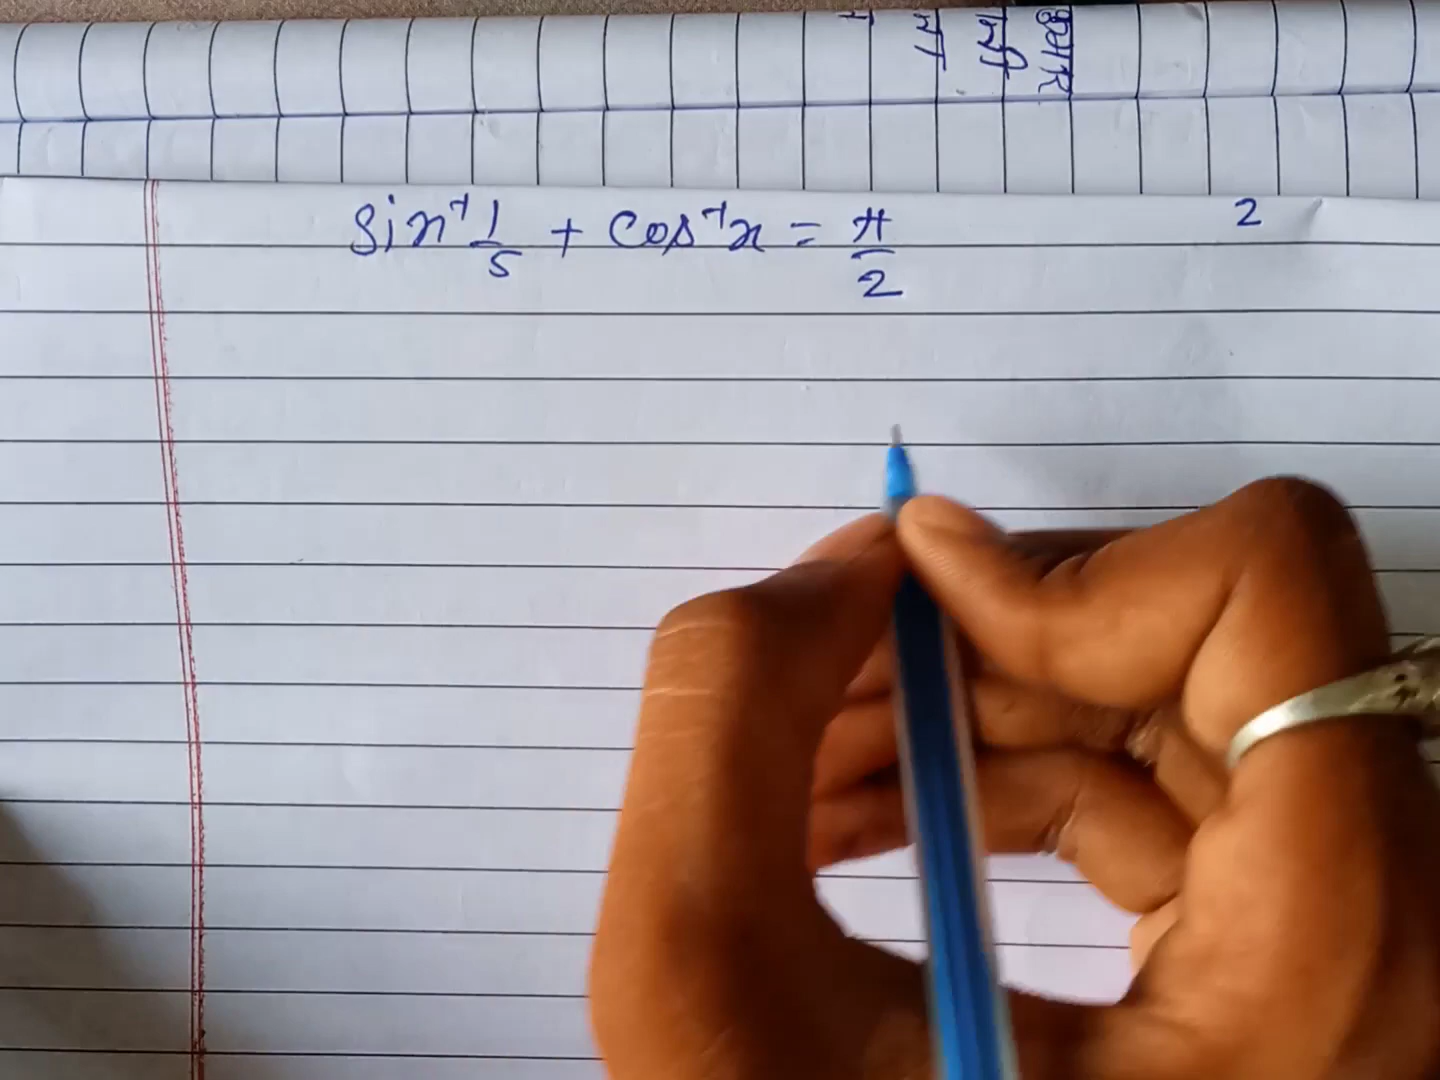 sin⁻¹ 1/5 + cos⁻¹x = π/2 2